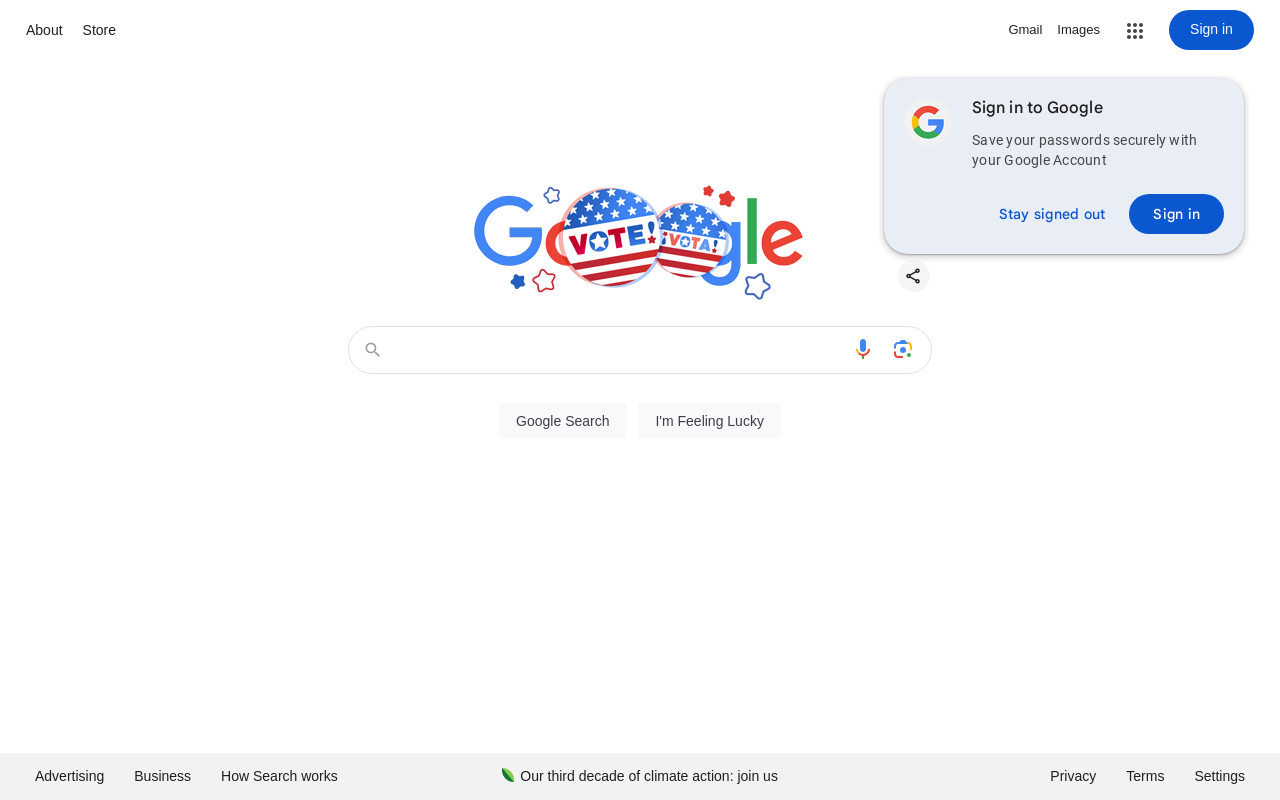 About Store
Gmail Images Sign in
Sign in to Google
Save your passwords securely with
your Google Account
Stay signed out Sign in
Google
VOTE! ¡VOTA!
Google Search I'm Feeling Lucky
Advertising Business How Search works
Our third decade of climate action: join us
Privacy Terms Settings